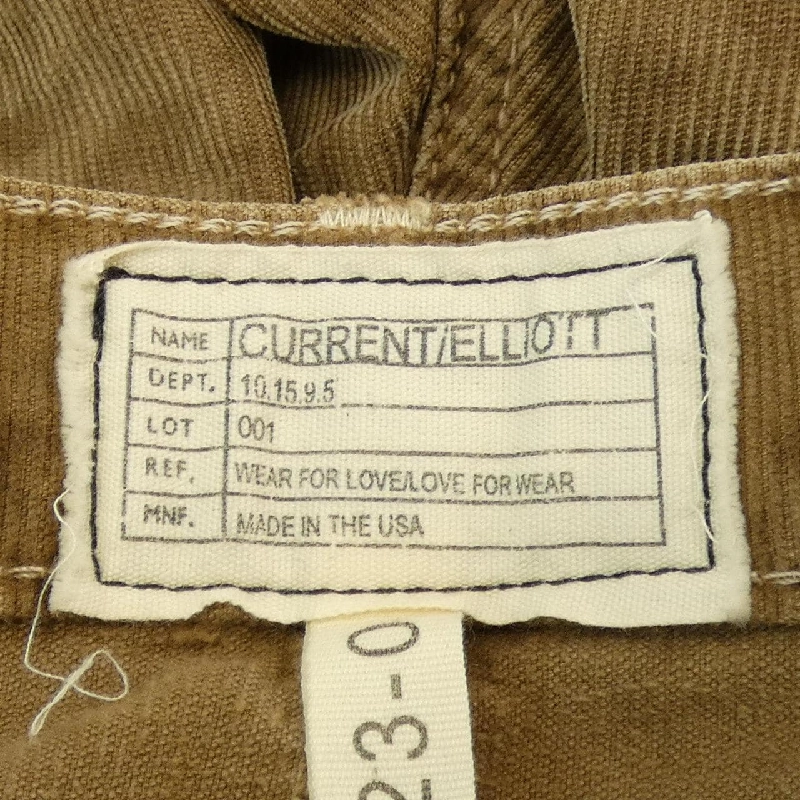 NAME CURRENT/ELLIOTT
DEPT. 10.15.9.5
LOT 001
REF. WEAR FOR LOVE/LOVE FOR WEAR
MNF. MADE IN THE USA
23-0